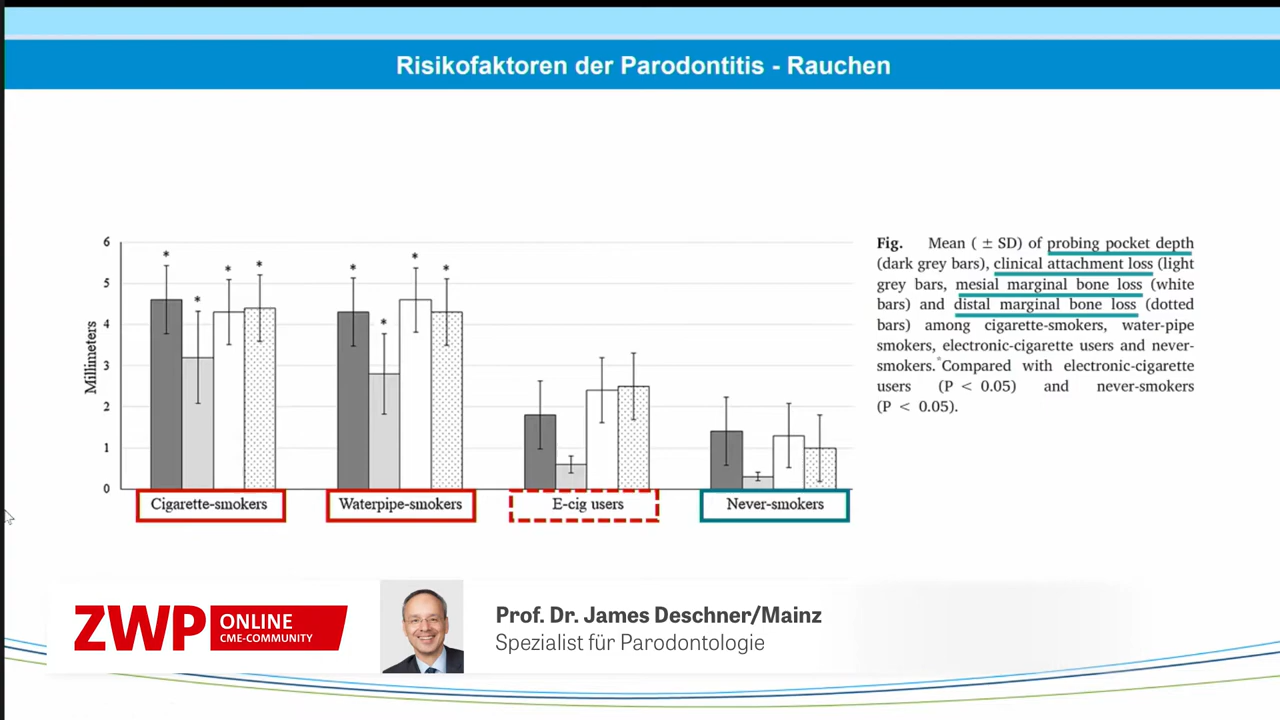 Risikofaktoren der Parodontitis - Rauchen
6
5
4
3
2
1
0
Millimeters
* * * *
* * * *
Cigarette-smokers
Waterpipe-smokers
E-cig users
Never-smokers
Fig. Mean ( ± SD) of probing pocket depth
(dark grey bars), clinical attachment loss (light
grey bars, mesial marginal bone loss (white
bars) and distal marginal bone loss (dotted
bars) among cigarette-smokers, water-pipe
smokers, electronic-cigarette users and never-
smokers.*Compared with electronic-cigarette
users (P < 0.05) and never-smokers
(P < 0.05).
ZWP ONLINE
CME-COMMUNITY
Prof. Dr. James Deschner/Mainz
Spezialist für Parodontologie